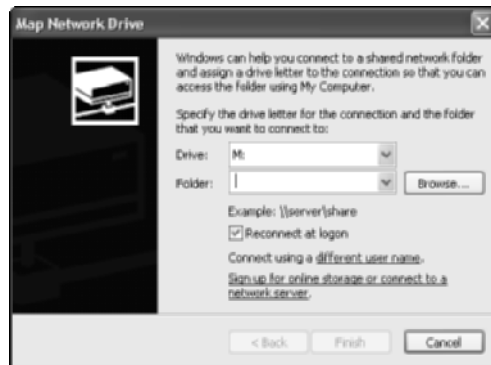 Map Network Drive
Windows can help you connect to a shared network folder
and assign a drive letter to the connection so that you can
access the folder using My Computer.
Specify the drive letter for the connection and the folder
that you want to connect to:
Drive: M:
Folder: Browse...
Example: \\server\share
Reconnect at logon
Connect using a different user name.
Sign up for online storage or connect to a
network server.
< Back Finish Cancel